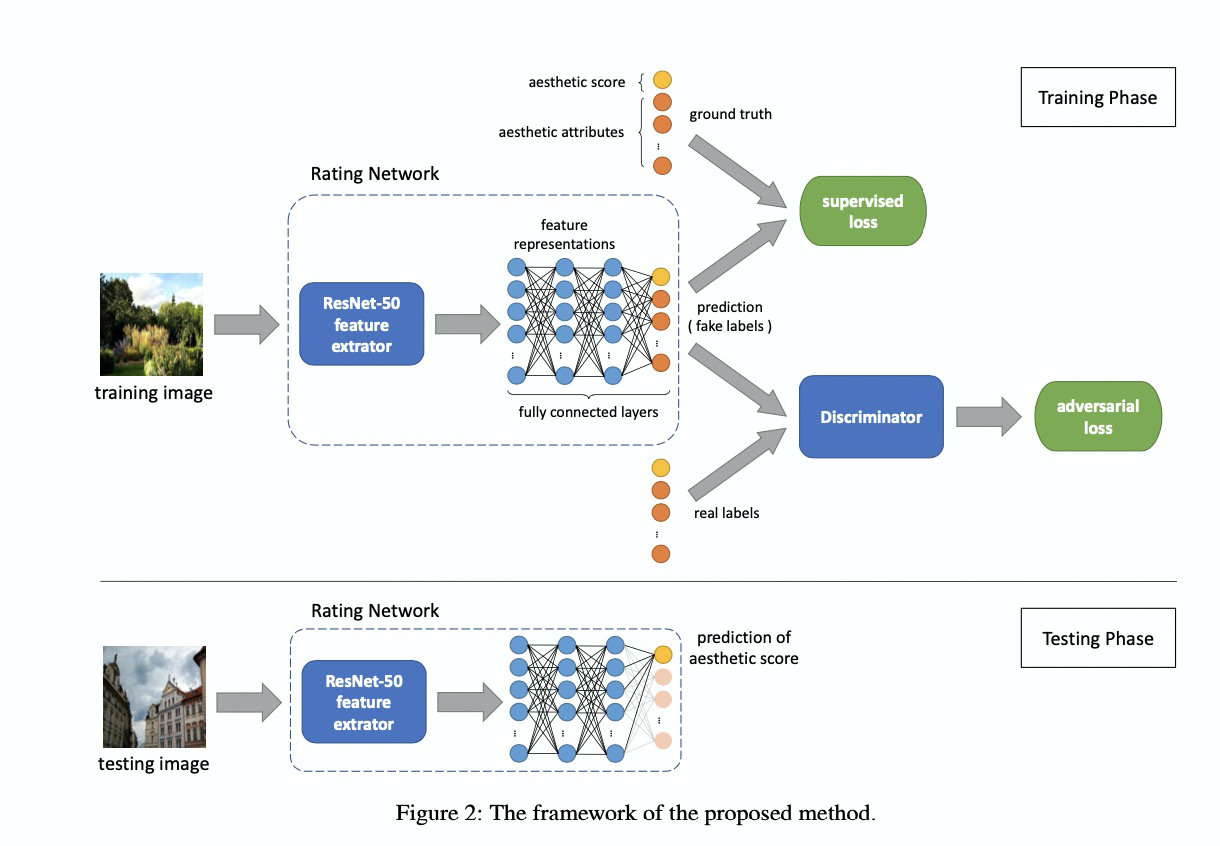 aesthetic score
aesthetic attributes
ground truth
Training Phase
Rating Network
supervised
loss
feature
representations
ResNet-50
feature
extrator
prediction
( fake labels )
training image
fully connected layers
Discriminator
adversarial
loss
real labels
Rating Network
Testing Phase
prediction of
aesthetic score
ResNet-50
feature
extrator
testing image
Figure 2: The framework of the proposed method.